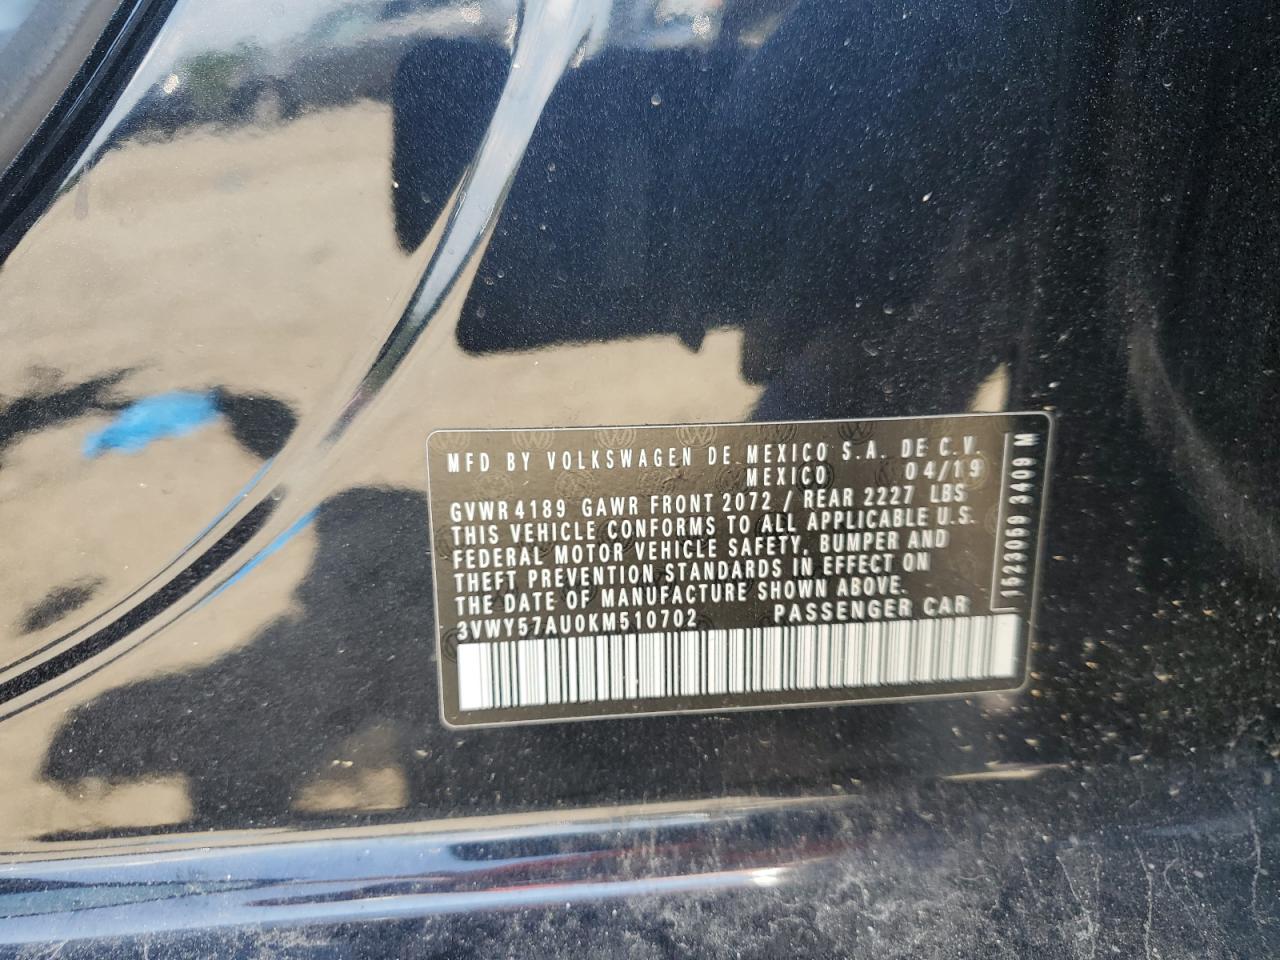 MFD BY VOLKSWAGEN DE MEXICO S.A. DE C.V.
MEXICO 04/19
GVWR 4189 GAWR FRONT 2072 / REAR 2227 LBS
THIS VEHICLE CONFORMS TO ALL APPLICABLE U.S.
FEDERAL MOTOR VEHICLE SAFETY, BUMPER AND
THEFT PREVENTION STANDARDS IN EFFECT ON
THE DATE OF MANUFACTURE SHOWN ABOVE.
3VWY57AU0KM510702 PASSENGER CAR
1529059 3409 M